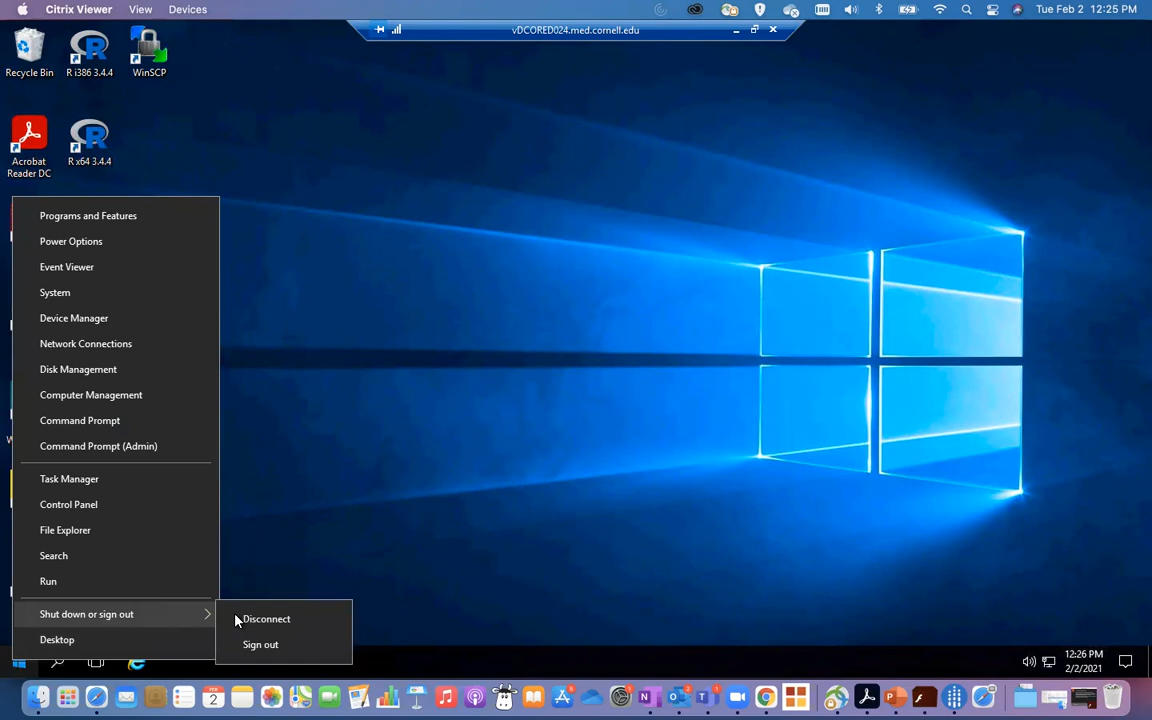 Citrix Viewer View Devices Tue Feb 2 12:25 PM
vDCORED024.med.cornell.edu
Recycle Bin
R i386 3.4.4
WinSCP
Acrobat
Reader DC
R x64 3.4.4
Programs and Features
Power Options
Event Viewer
System
Device Manager
Network Connections
Disk Management
Computer Management
Command Prompt
Command Prompt (Admin)
Task Manager
Control Panel
File Explorer
Search
Run
Shut down or sign out
Desktop
Disconnect
Sign out
12:26 PM
2/2/2021